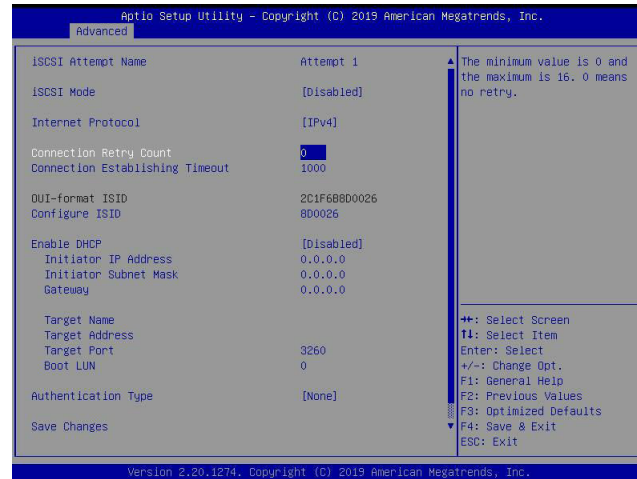 Aptio Setup Utility – Copyright (C) 2019 American Megatrends, Inc.
Advanced
iSCSI Attempt Name Attempt 1
iSCSI Mode [Disabled]
Internet Protocol [IPv4]
Connection Retry Count 0
Connection Establishing Timeout 1000
OUI-format ISID 2C1F6B8D0026
Configure ISID 8D0026
Enable DHCP [Disabled]
Initiator IP Address 0.0.0.0
Initiator Subnet Mask 0.0.0.0
Gateway 0.0.0.0
Target Name
Target Address
Target Port 3260
Boot LUN 0
Authentication Type [None]
Save Changes
The minimum value is 0 and
the maximum is 16. 0 means
no retry.
→←: Select Screen
↑↓: Select Item
Enter: Select
+/-: Change Opt.
F1: General Help
F2: Previous Values
F3: Optimized Defaults
F4: Save & Exit
ESC: Exit
Version 2.20.1274. Copyright (C) 2019 American Megatrends, Inc.